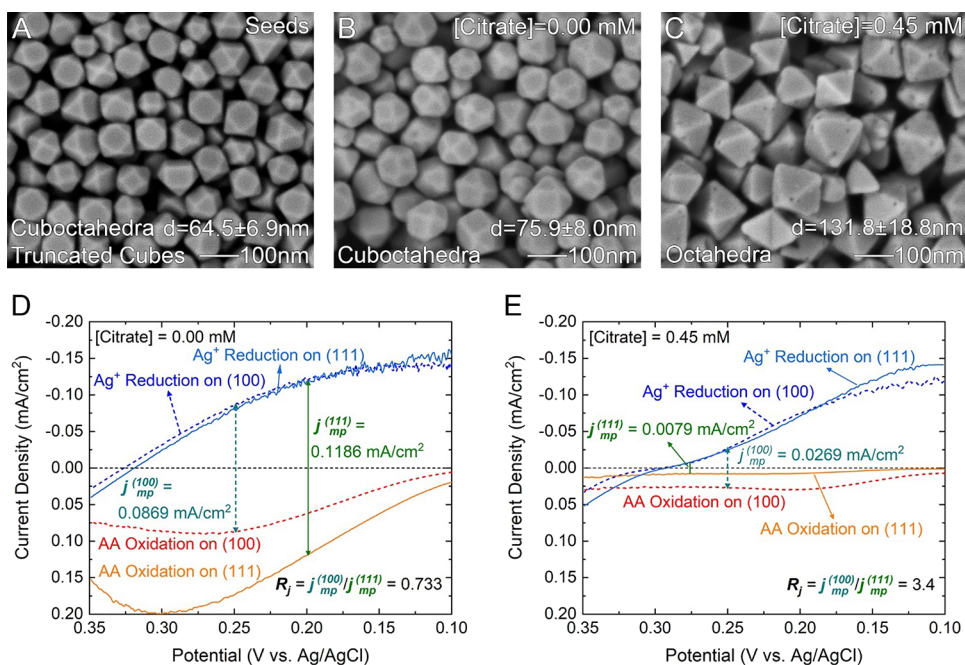 A
Seeds
Cuboctahedra d=64.5±6.9nm
Truncated Cubes 100nm
B
[Citrate]=0.00 mM
d=75.9±8.0nm
Cuboctahedra 100nm
C
[Citrate]=0.45 mM
d=131.8±18.8nm
Octahedra 100nm
D
[Citrate] = 0.00 mM
Ag⁺ Reduction on (111)
Ag⁺ Reduction on (100)
j mp (111) =
0.1186 mA/cm²
j mp (100) =
0.0869 mA/cm²
AA Oxidation on (100)
AA Oxidation on (111)
Rj = j mp (100)/j mp (111) = 0.733
Current Density (mA/cm²)
-0.20
-0.15
-0.10
-0.05
0.00
0.05
0.10
0.15
0.20
0.35 0.30 0.25 0.20 0.15 0.10
Potential (V vs. Ag/AgCl)
E
[Citrate] = 0.45 mM
Ag⁺ Reduction on (111)
Ag⁺ Reduction on (100)
j mp (111) = 0.0079 mA/cm²
j mp (100) = 0.0269 mA/cm²
AA Oxidation on (100)
AA Oxidation on (111)
Rj = j mp (100)/j mp (111) = 3.4
Current Density (mA/cm²)
-0.20
-0.15
-0.10
-0.05
0.00
0.05
0.10
0.15
0.20
0.35 0.30 0.25 0.20 0.15 0.10
Potential (V vs. Ag/AgCl)